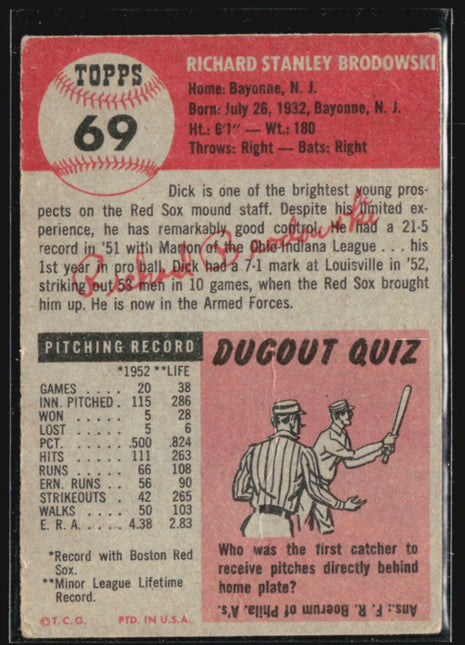 TOPPS
69
RICHARD STANLEY BRODOWSKI
Home: Bayonne, N. J.
Born: July 26, 1932, Bayonne, N. J.
Ht.: 6'1" — Wt.: 180
Throws: Right — Bats: Right
Dick is one of the brightest young pros-
pects on the Red Sox mound staff. Despite his limited ex-
perience, he has remarkably good control. He had a 21-5
record in '51 with Marion of the Ohio-Indiana League . . . his
1st year in pro ball. Dick had a 7-1 mark at Louisville in '52,
striking out 53 men in 10 games, when the Red Sox brought
him up. He is now in the Armed Forces.
Richard Brodowski
PITCHING RECORD
*1952 **LIFE
GAMES . . . . 20 38
INN. PITCHED . 115 286
WON . . . . . 5 28
LOST . . . . . 5 6
PCT. . . . . . .500 .824
HITS . . . . . 111 263
RUNS . . . . . 66 108
ERN. RUNS . . 56 90
STRIKEOUTS . . 42 265
WALKS . . . . 50 103
E. R. A. . . . . 4.38 2.83
*Record with Boston Red
Sox.
**Minor League Lifetime
Record.
© T. C. G. PTD. IN U.S.A.
DUGOUT QUIZ
Who was the first catcher to
receive pitches directly behind
home plate?
Ans.: F. R. Boerum of Phila. A's.